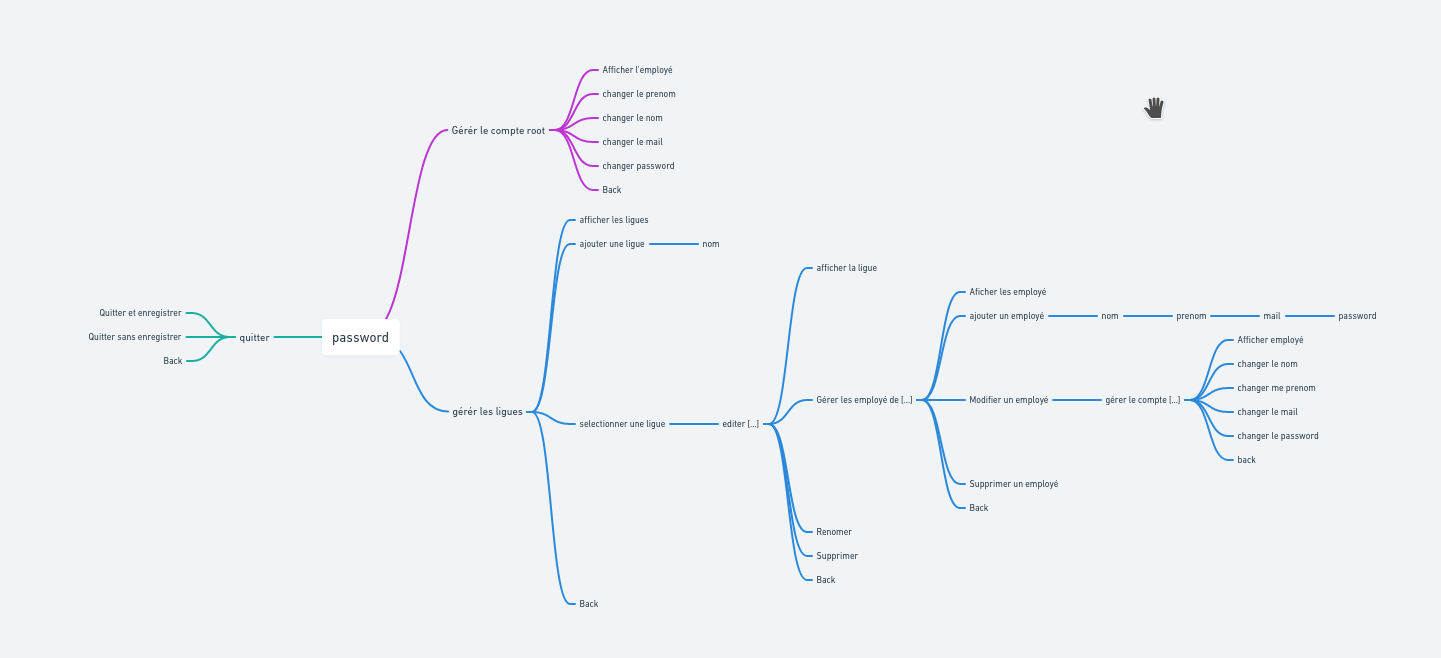 Afficher l'employé
changer le prenom
changer le nom
Gérér le compte root
changer le mail
changer password
Back
afficher les ligues
ajouter une ligue
nom
afficher la ligue
Aficher les employé
Quitter et enregistrer
ajouter un employé
nom
prenom
mail
password
Quitter sans enregistrer
quitter
password
Afficher employé
Back
changer le nom
changer me prenom
Gérer les employé de [...]
Modifier un employé
gérer le compte [...]
gérér les ligues
changer le mail
selectionner une ligue
editer [...]
changer le password
back
Supprimer un employé
Back
Renomer
Supprimer
Back
Back